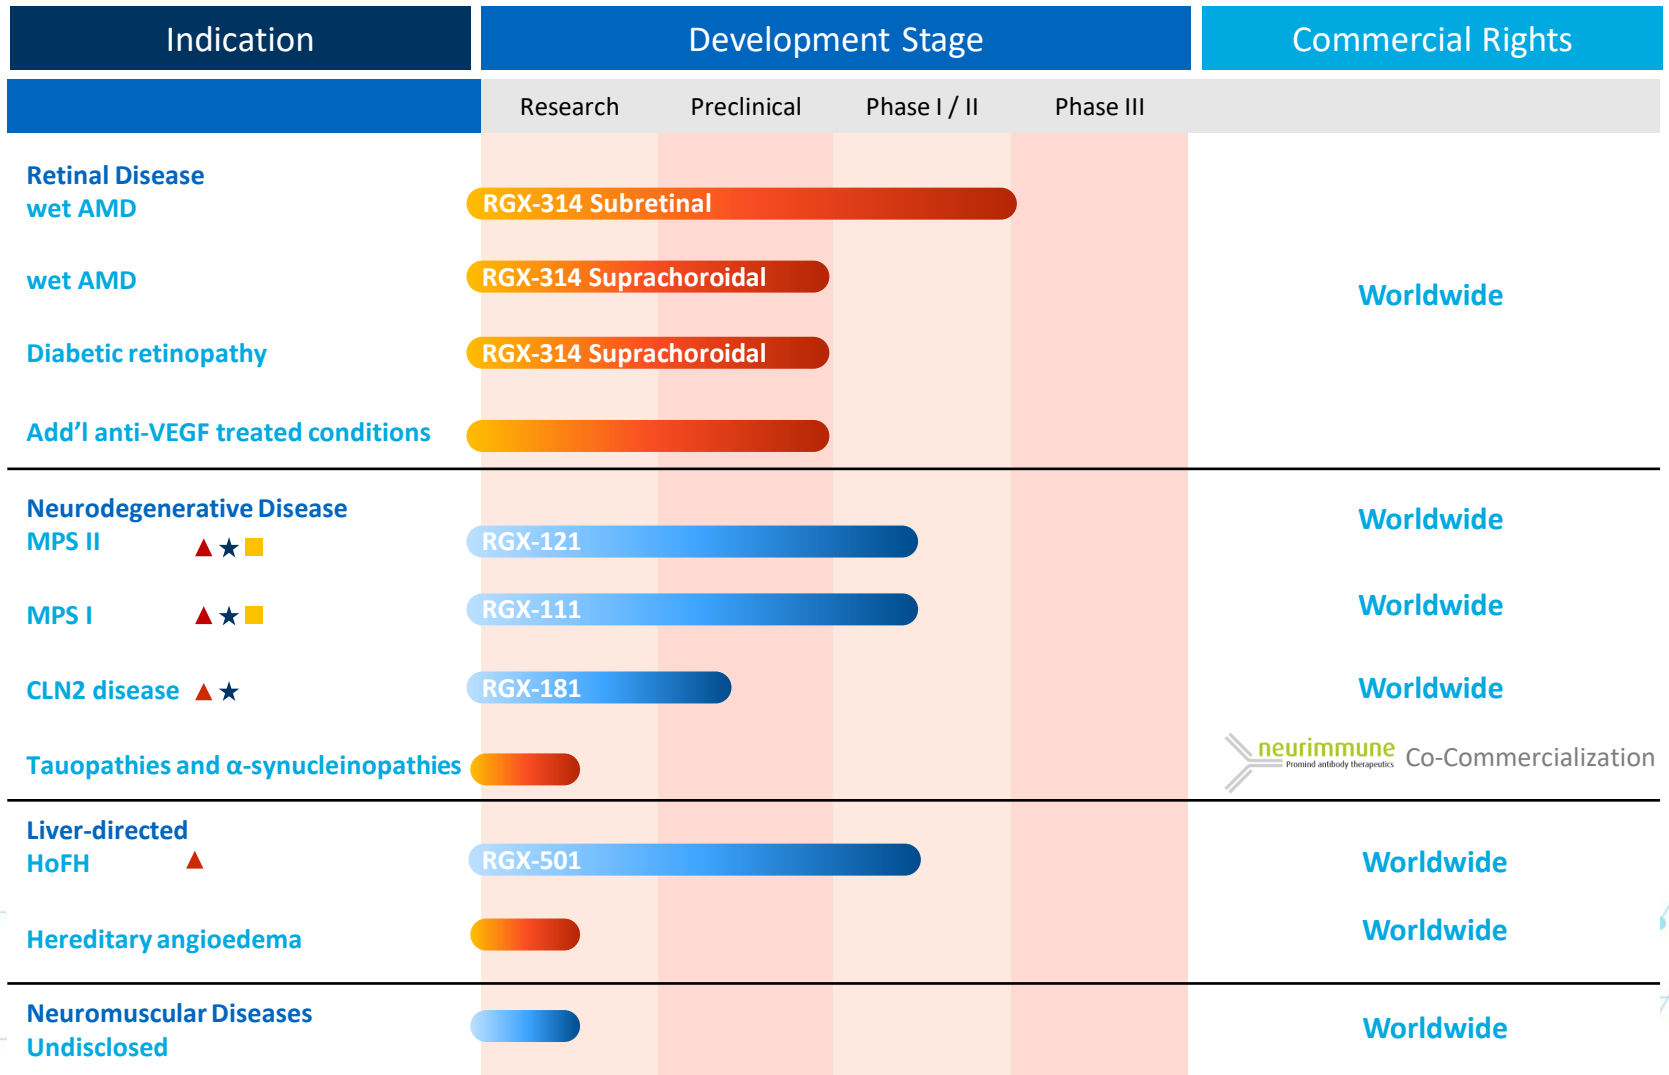 Indication
Development Stage
Commercial Rights
Research
Preclinical
Phase I / II
Phase III
Retinal Disease
wet AMD
RGX-314 Subretinal
wet AMD
RGX-314 Suprachoroidal
Worldwide
Diabetic retinopathy
RGX-314 Suprachoroidal
Add'l anti-VEGF treated conditions
Neurodegenerative Disease
MPS II
RGX-121
Worldwide
MPS I
RGX-111
Worldwide
CLN2 disease
RGX-181
Worldwide
Tauopathies and α-synucleinopathies
neurimmune
Promind antibody therapeutics
Co-Commercialization
Liver-directed
HoFH
RGX-501
Worldwide
Hereditary angioedema
Worldwide
Neuromuscular Diseases
Undisclosed
Worldwide